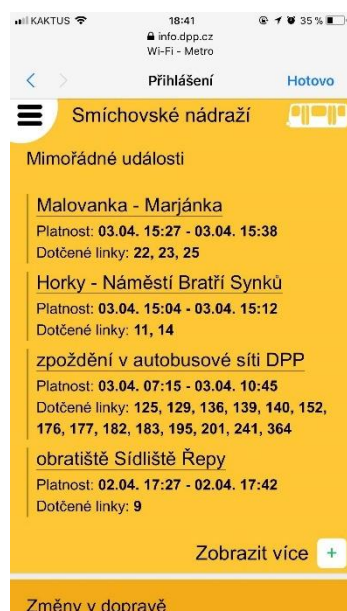 KAKTUS 18:41 35 %
info.dpp.cz
Wi-Fi - Metro
Přihlášení Hotovo
Smíchovské nádraží
Mimořádné události
Malovanka - Marjánka
Platnost: 03.04. 15:27 - 03.04. 15:38
Dotčené linky: 22, 23, 25
Horky - Náměstí Bratří Synků
Platnost: 03.04. 15:04 - 03.04. 15:12
Dotčené linky: 11, 14
zpoždění v autobusové síti DPP
Platnost: 03.04. 07:15 - 03.04. 10:45
Dotčené linky: 125, 129, 136, 139, 140, 152,
176, 177, 182, 183, 195, 201, 241, 364
obratiště Sídliště Řepy
Platnost: 02.04. 17:27 - 02.04. 17:42
Dotčené linky: 9
Zobrazit více +
Změny v dopravě